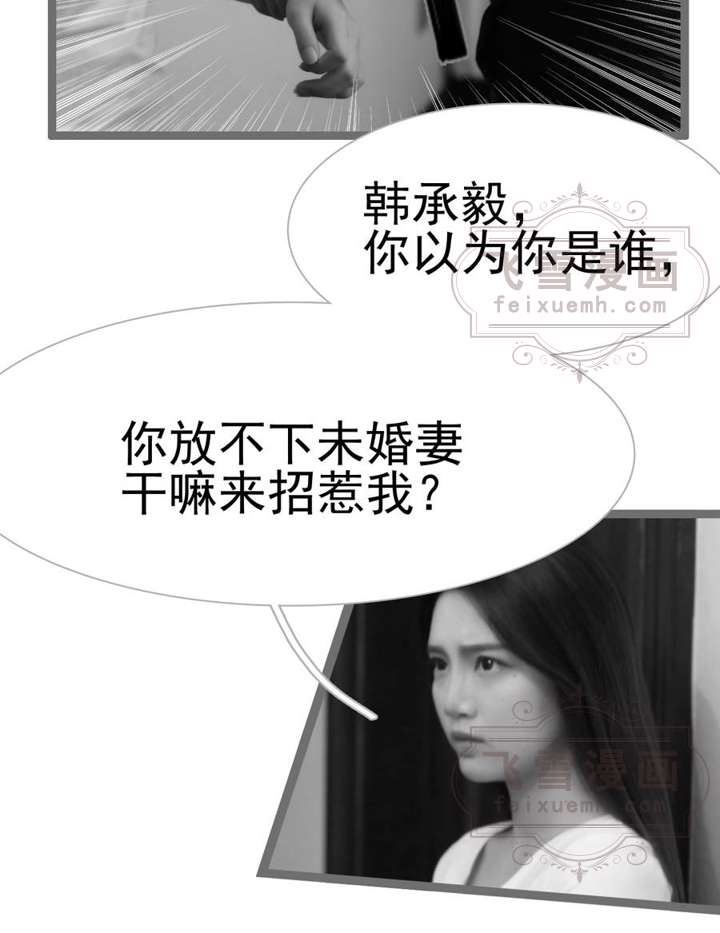 韩承毅，
你以为你是谁，
飞雪漫画
feixuemh.com
你放不下未婚妻
干嘛来招惹我？
飞雪漫画
feixuemh.com